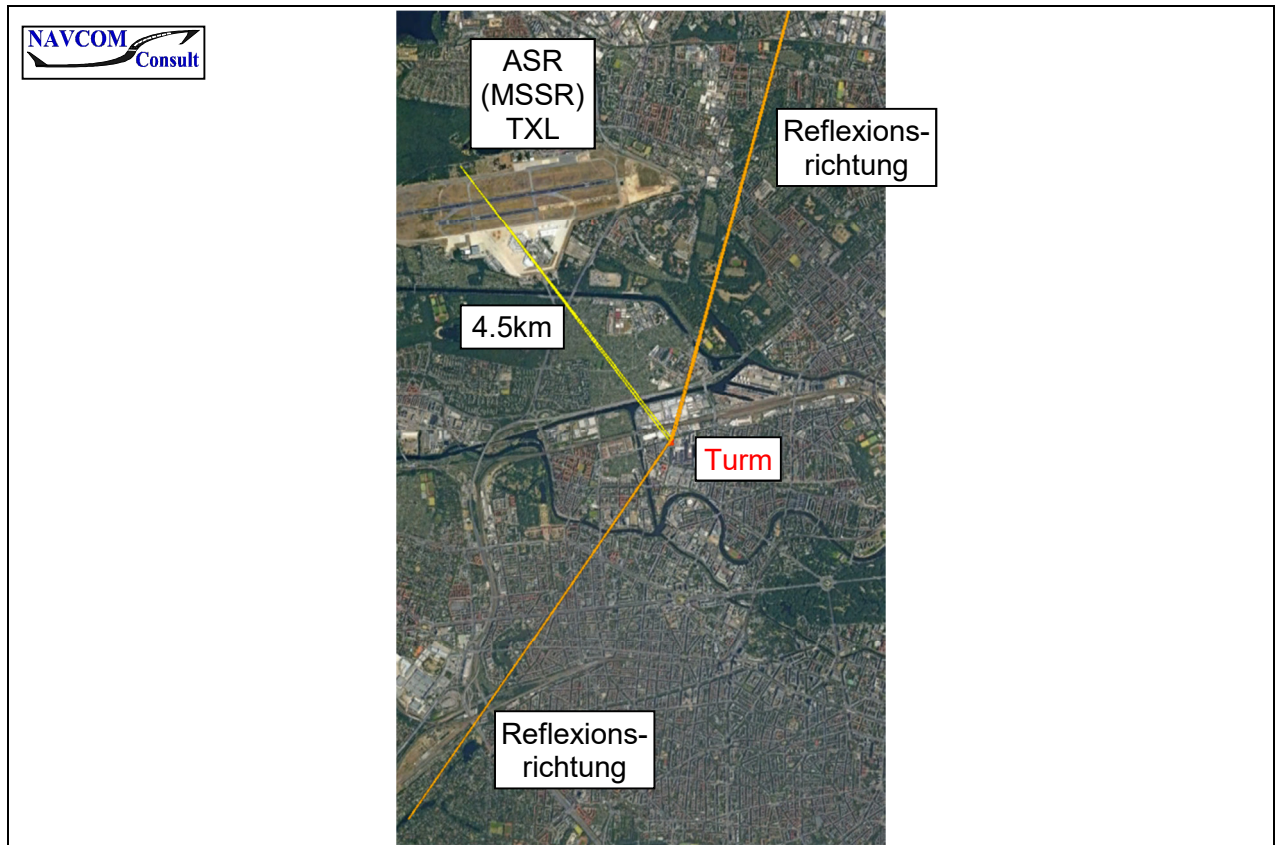 NAVCOM
Consult
ASR
(MSSR)
TXL
Reflexions-
richtung
4.5km
Turm
Reflexions-
richtung